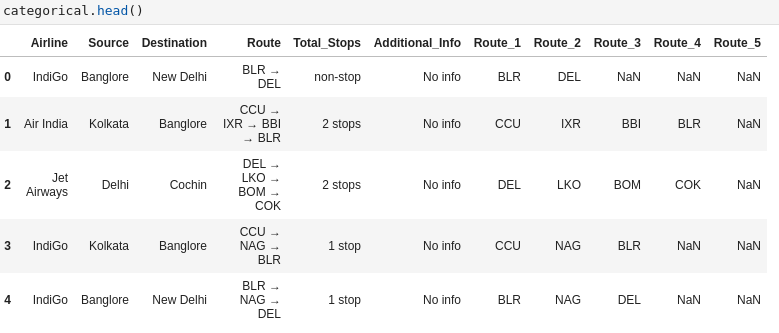 categorical.head()
Airline Source Destination Route Total_Stops Additional_Info Route_1 Route_2 Route_3 Route_4 Route_5
0 IndiGo Banglore New Delhi BLR → DEL non-stop No info BLR DEL NaN NaN NaN
1 Air India Kolkata Banglore CCU → IXR → BBI → BLR 2 stops No info CCU IXR BBI BLR NaN
2 Jet Airways Delhi Cochin DEL → LKO → BOM → COK 2 stops No info DEL LKO BOM COK NaN
3 IndiGo Kolkata Banglore CCU → NAG → BLR 1 stop No info CCU NAG BLR NaN NaN
4 IndiGo Banglore New Delhi BLR → NAG → DEL 1 stop No info BLR NAG DEL NaN NaN